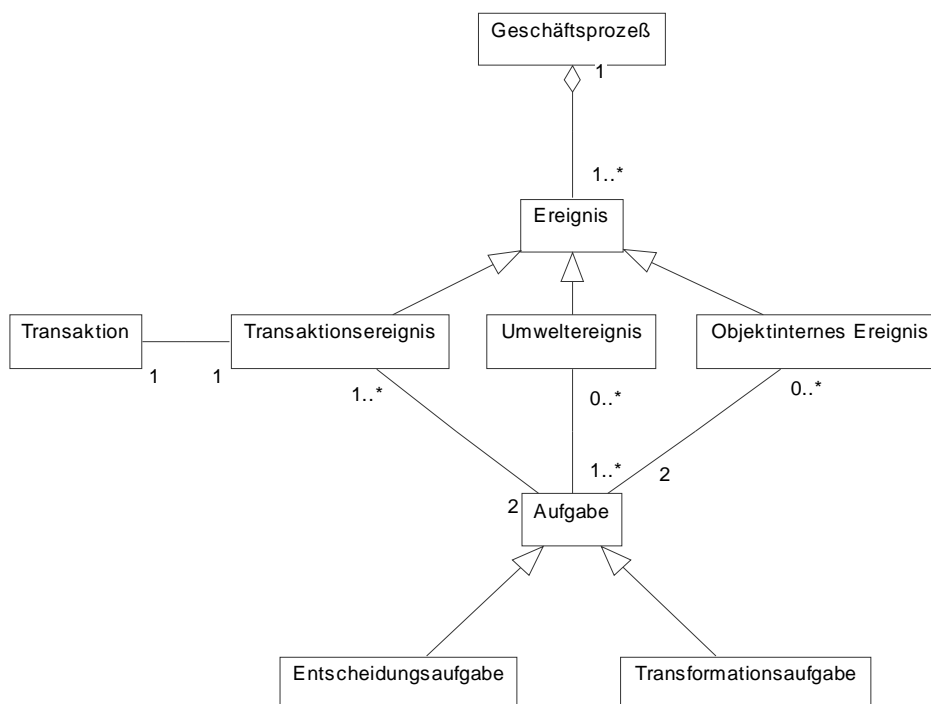 Geschäftsprozeß
1
1..*
Ereignis
Transaktion
Transaktionsereignis
Umweltereignis
Objektinternes Ereignis
1
1
1..*
0..*
0..*
1..*
2
2
Aufgabe
Entscheidungsaufgabe
Transformationsaufgabe